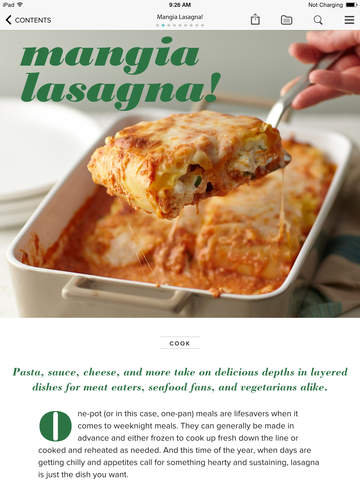 iPad 9:26 AM Not Charging
CONTENTS Mangia Lasagna!
mangia
lasagna!
COOK
Pasta, sauce, cheese, and more take on delicious depths in layered
dishes for meat eaters, seafood fans, and vegetarians alike.
One-pot (or in this case, one-pan) meals are lifesavers when it
comes to weeknight meals. They can generally be made in
advance and either frozen to cook up fresh down the line or
cooked and reheated as needed. And this time of the year, when days are
getting chilly and appetites call for something hearty and sustaining, lasagna
is just the dish you want.